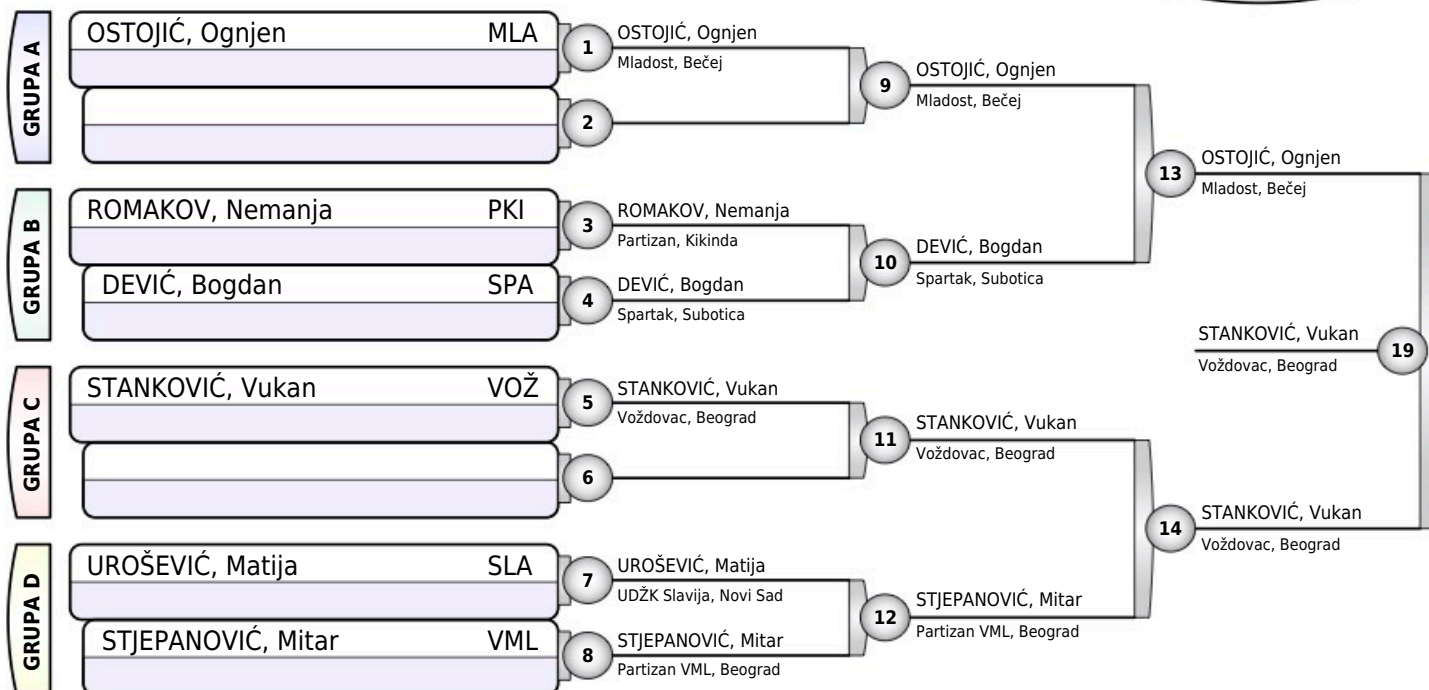 GRUPA A
OSTOJIĆ, Ognjen MLA
1
OSTOJIĆ, Ognjen
Mladost, Bečej
2
9
OSTOJIĆ, Ognjen
Mladost, Bečej
13
OSTOJIĆ, Ognjen
Mladost, Bečej
GRUPA B
ROMAKOV, Nemanja PKI
3
ROMAKOV, Nemanja
Partizan, Kikinda
DEVIĆ, Bogdan SPA
4
DEVIĆ, Bogdan
Spartak, Subotica
10
DEVIĆ, Bogdan
Spartak, Subotica
STANKOVIĆ, Vukan
Voždovac, Beograd
19
GRUPA C
STANKOVIĆ, Vukan VOŽ
5
STANKOVIĆ, Vukan
Voždovac, Beograd
6
11
STANKOVIĆ, Vukan
Voždovac, Beograd
14
STANKOVIĆ, Vukan
Voždovac, Beograd
GRUPA D
UROŠEVIĆ, Matija SLA
7
UROŠEVIĆ, Matija
UDŽK Slavija, Novi Sad
STJEPANOVIĆ, Mitar VML
8
STJEPANOVIĆ, Mitar
Partizan VML, Beograd
12
STJEPANOVIĆ, Mitar
Partizan VML, Beograd